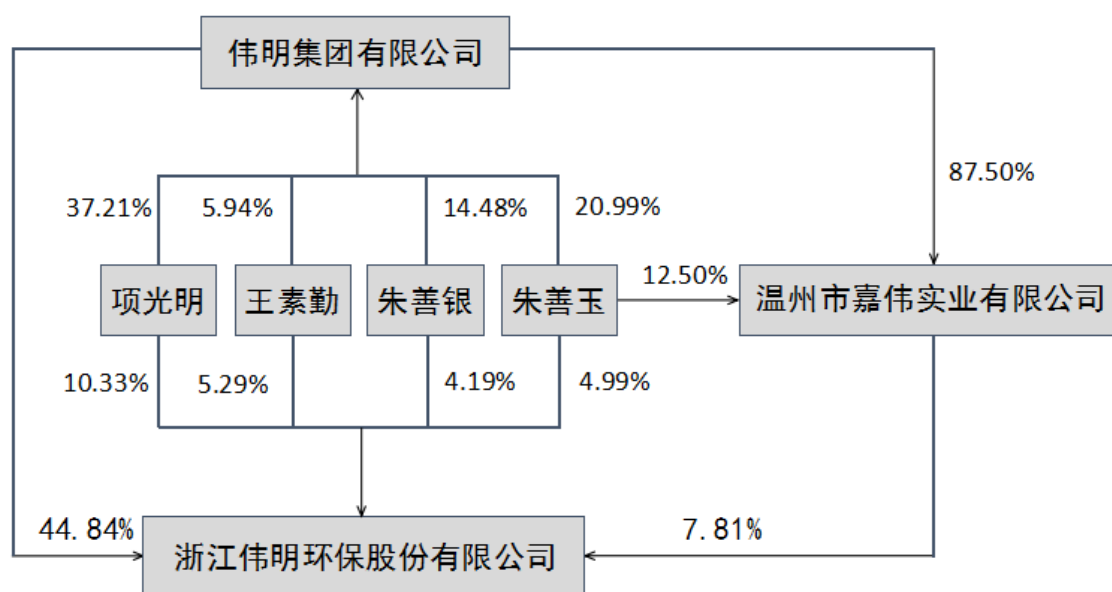 伟明集团有限公司
87.50%
37.21%
5.94%
14.48%
20.99%
项光明
王素勤
朱善银
朱善玉
12.50%
温州市嘉伟实业有限公司
10.33%
5.29%
4.19%
4.99%
44.84%
7.81%
浙江伟明环保股份有限公司